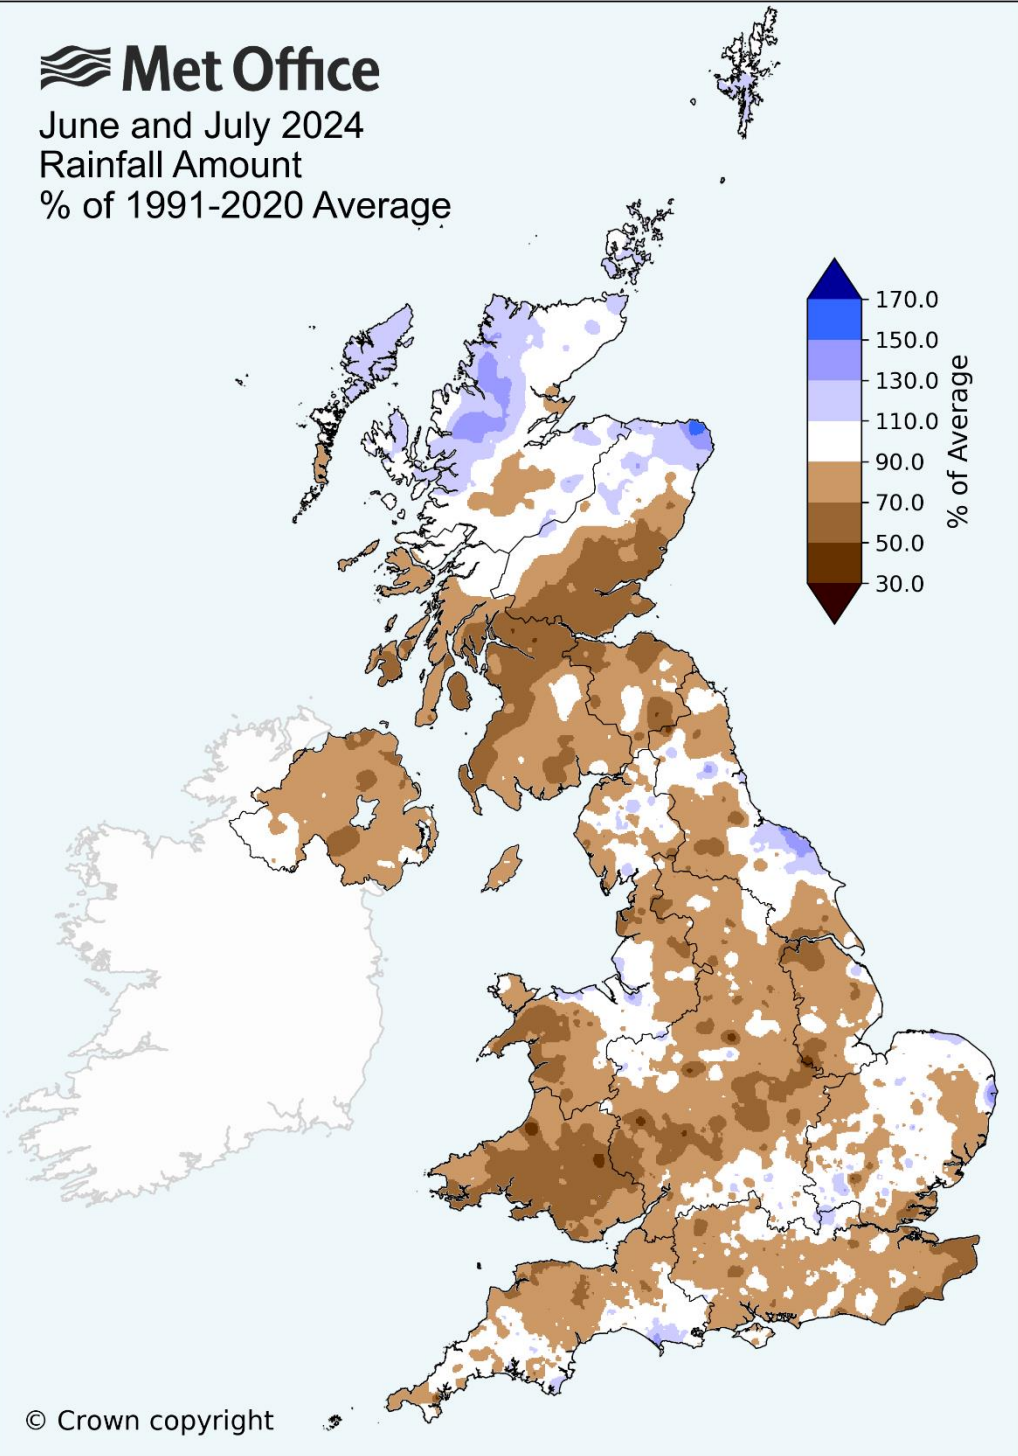 Met Office
June and July 2024
Rainfall Amount
% of 1991-2020 Average
170.0
150.0
130.0
110.0
90.0
70.0
50.0
30.0
% of Average
© Crown copyright